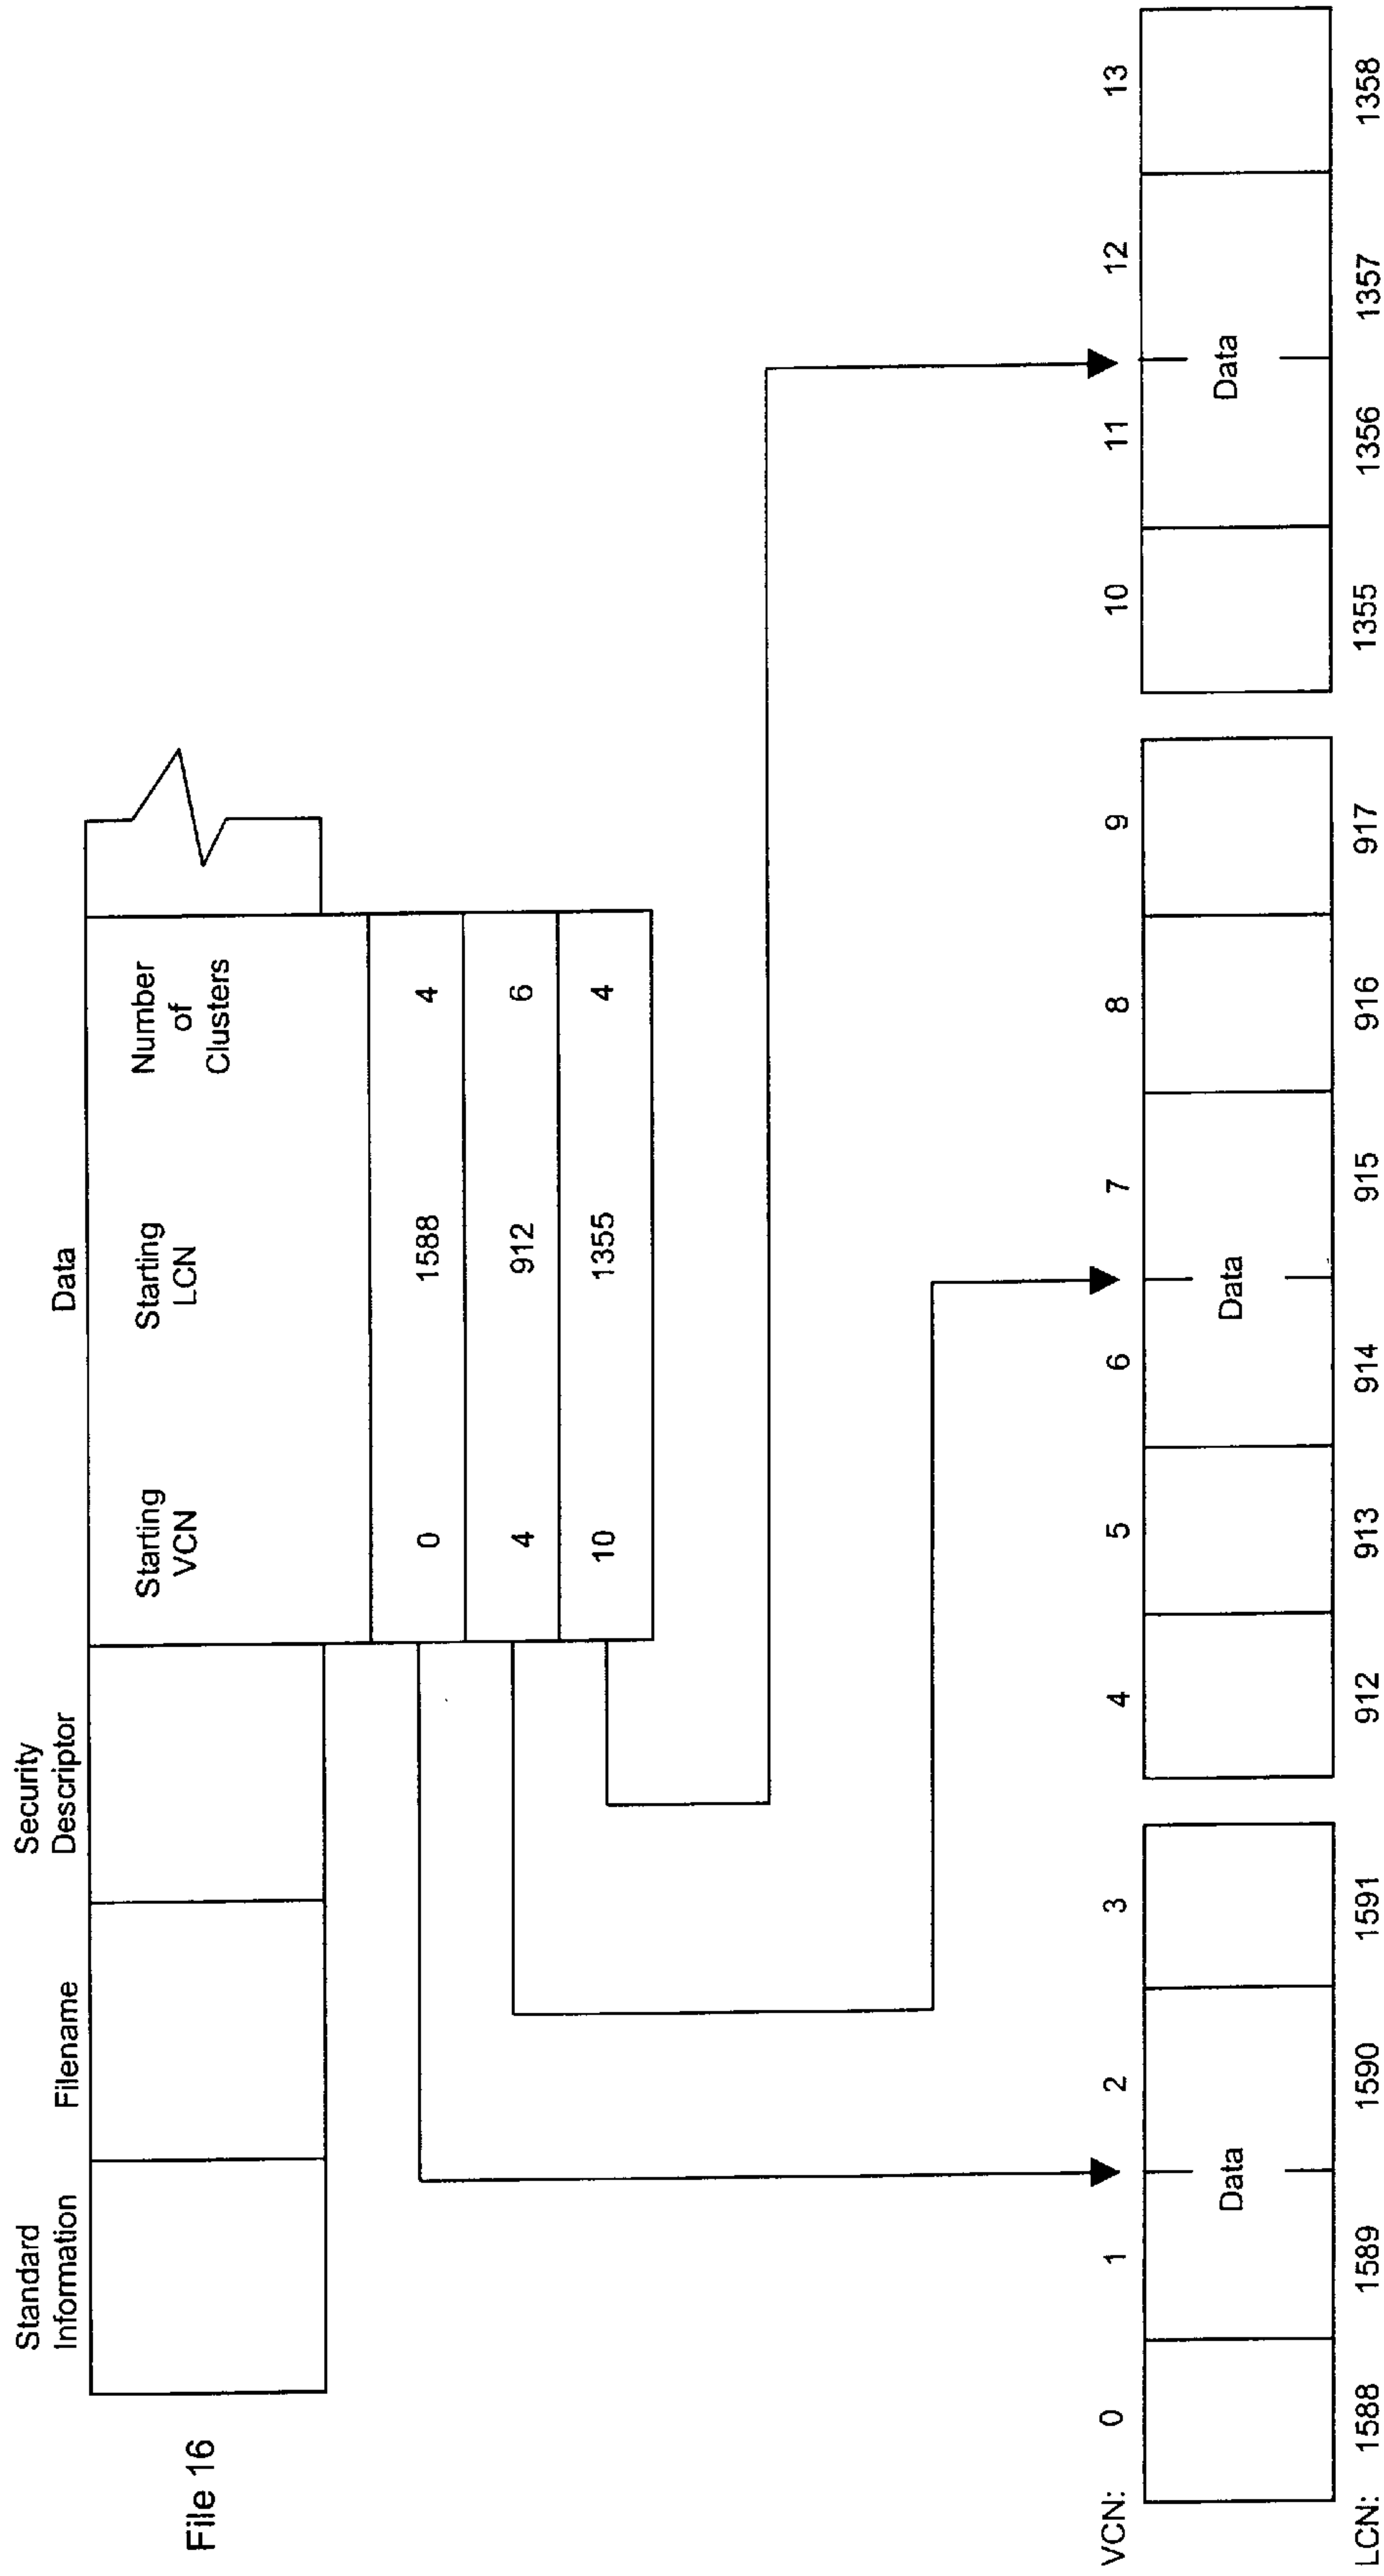 Standard
Information
Filename
Security
Descriptor
Data
File 16
Starting
VCN
Starting
LCN
Number
of
Clusters
0 1588 4
4 912 6
10 1355 4
VCN: 0 1 2 3 4 5 6 7 8 9 10 11 12 13
Data Data Data
LCN: 1588 1589 1590 1591 912 913 914 915 916 917 1355 1356 1357 1358